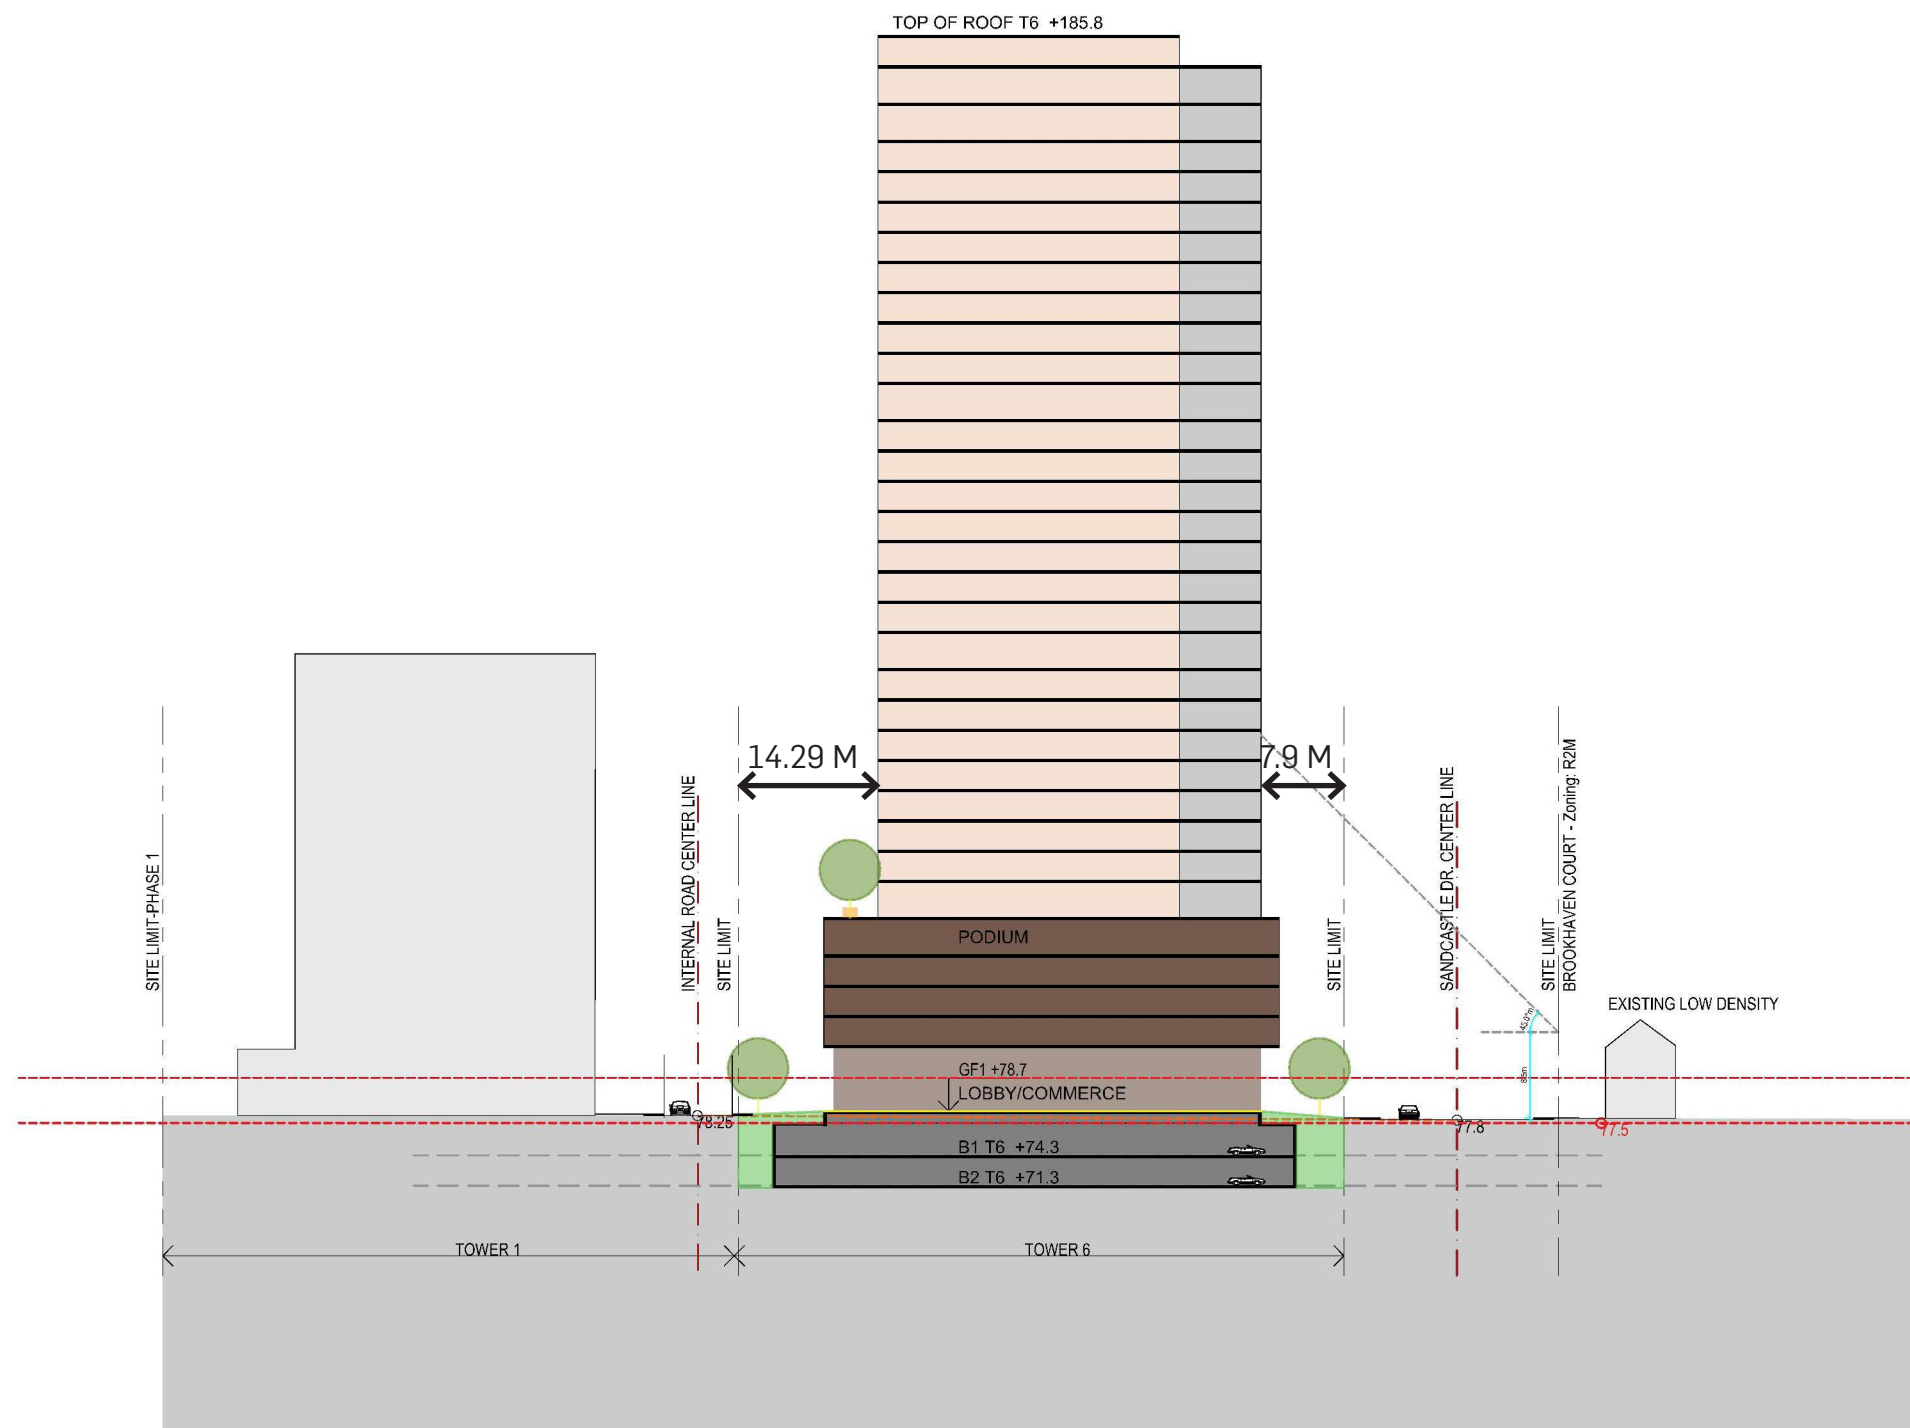 TOP OF ROOF T6 +185.8
14.29 M
7.9 M
SITE LIMIT-PHASE 1
INTERNAL ROAD CENTER LINE
SITE LIMIT
SITE LIMIT
SANDCASTLE DR. CENTER LINE
SITE LIMIT
BROOKHAVEN COURT - Zoning: R2M
PODIUM
EXISTING LOW DENSITY
GF1 +78.7
LOBBY/COMMERCE
78.25
77.8
77.5
B1 T6 +74.3
B2 T6 +71.3
TOWER 1
TOWER 6